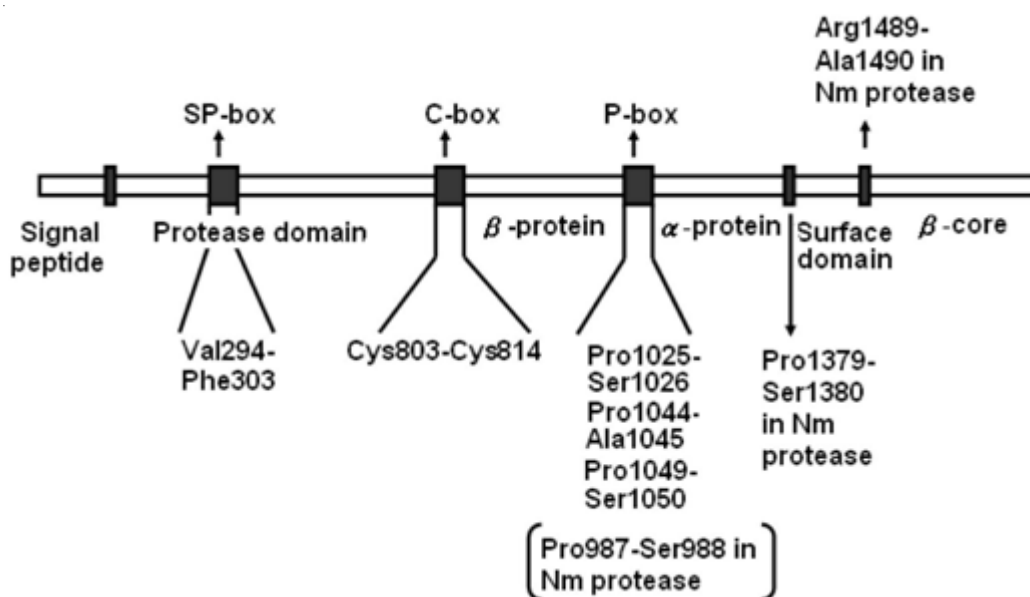 Arg1489-
Ala1490 in
Nm protease
SP-box
C-box
P-box
Signal
peptide
Protease domain
β-protein
α-protein
Surface
domain
β-core
Val294-
Phe303
Cys803-Cys814
Pro1025-
Ser1026
Pro1044-
Ala1045
Pro1049-
Ser1050
Pro987-Ser988 in
Nm protease
Pro1379-
Ser1380
in Nm
protease